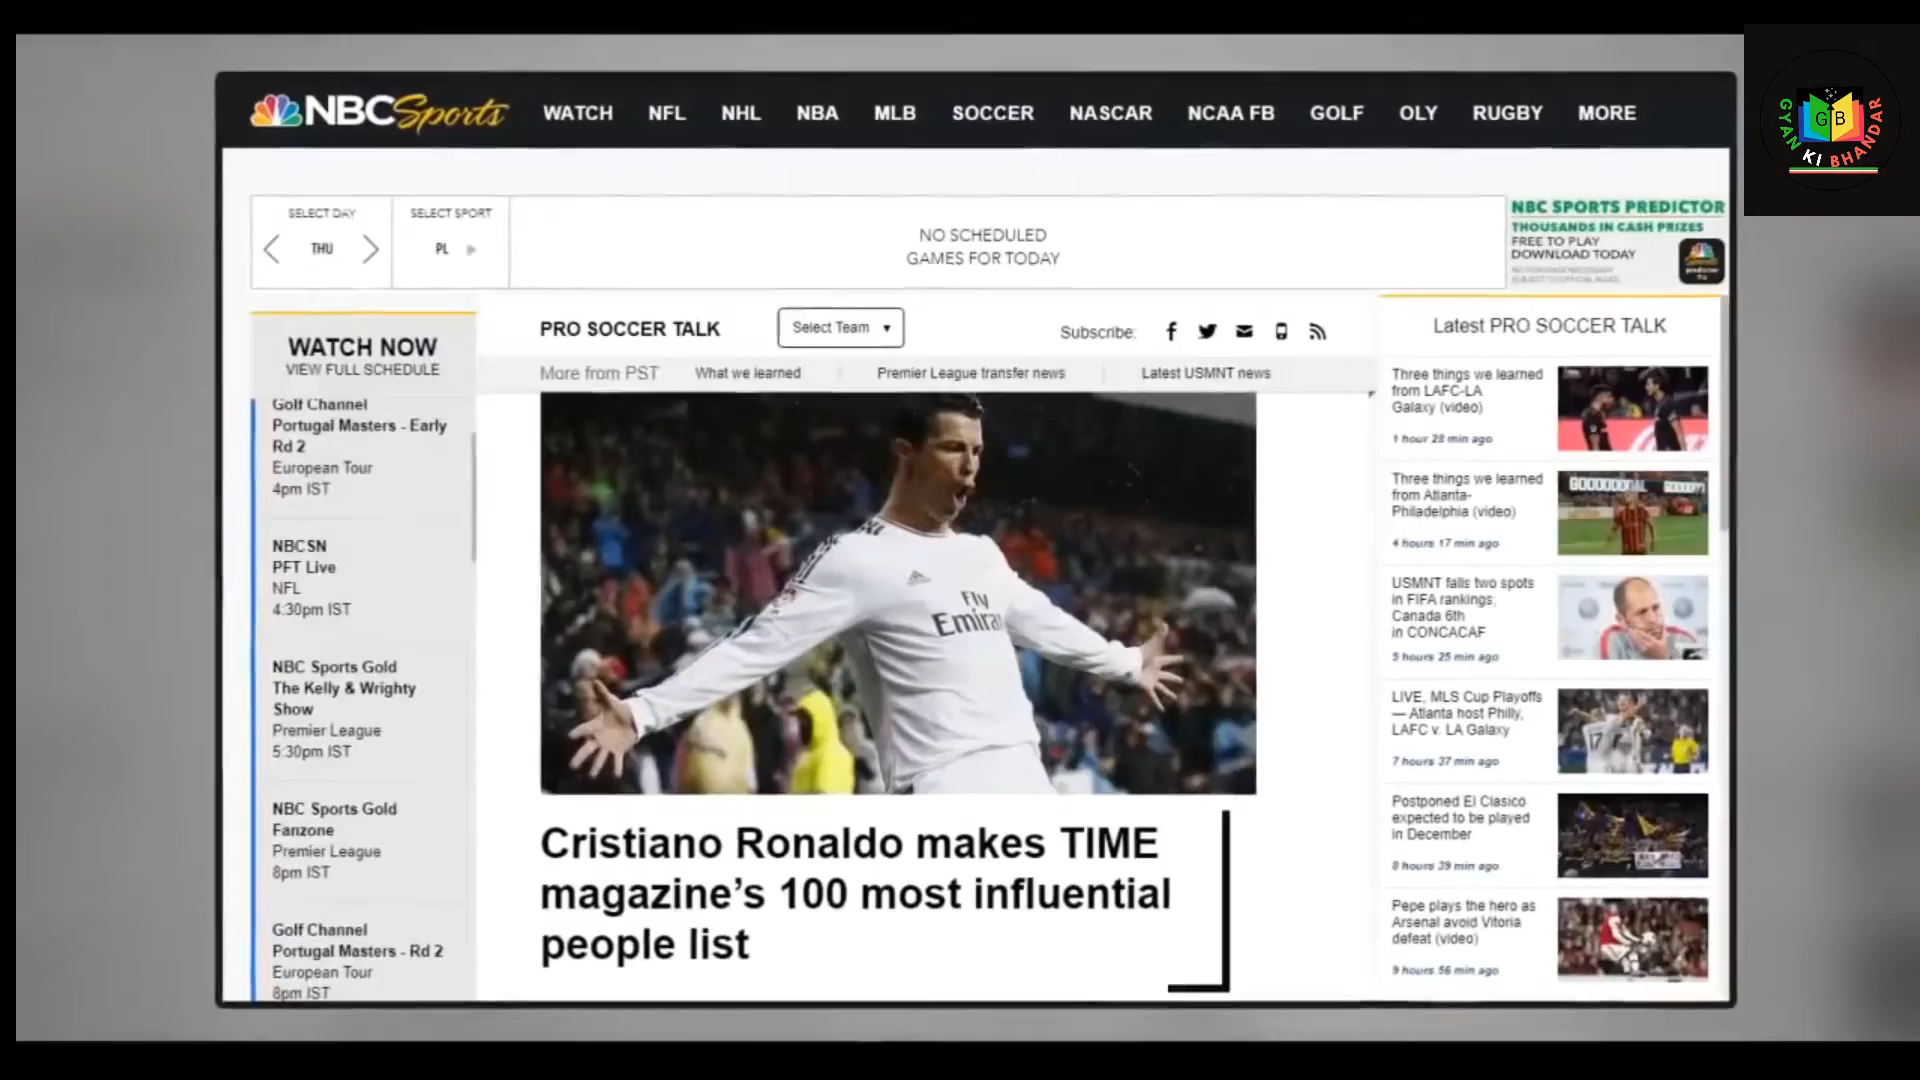 NBC Sports
WATCH NFL NHL NBA MLB SOCCER NASCAR NCAA FB GOLF OLY RUGBY MORE
GYAN KI BHANDAR
G B
SELECT DAY
THU
SELECT SPORT
PL
NO SCHEDULED
GAMES FOR TODAY
NBC SPORTS PREDICTOR
THOUSANDS IN CASH PRIZES
FREE TO PLAY
DOWNLOAD TODAY
WATCH NOW
VIEW FULL SCHEDULE
Golf Channel
Portugal Masters - Early
Rd 2
European Tour
4pm IST
NBCSN
PFT Live
NFL
4:30pm IST
NBC Sports Gold
The Kelly & Wrighty
Show
Premier League
5:30pm IST
NBC Sports Gold
Fanzone
Premier League
8pm IST
Golf Channel
Portugal Masters - Rd 2
European Tour
8pm IST
PRO SOCCER TALK
Select Team
Subscribe:
More from PST What we learned Premier League transfer news Latest USMNT news
Fly
Emira
Cristiano Ronaldo makes TIME
magazine’s 100 most influential
people list
Latest PRO SOCCER TALK
Three things we learned
from LAFC-LA
Galaxy (video)
1 hour 28 min ago
Three things we learned
from Atlanta-
Philadelphia (video)
4 hours 17 min ago
USMNT falls two spots
in FIFA rankings;
Canada 6th
in CONCACAF
5 hours 25 min ago
LIVE, MLS Cup Playoffs
— Atlanta host Philly,
LAFC v. LA Galaxy
7 hours 37 min ago
Postponed El Clasico
expected to be played
in December
8 hours 39 min ago
Pepe plays the hero as
Arsenal avoid Vitoria
defeat (video)
9 hours 56 min ago